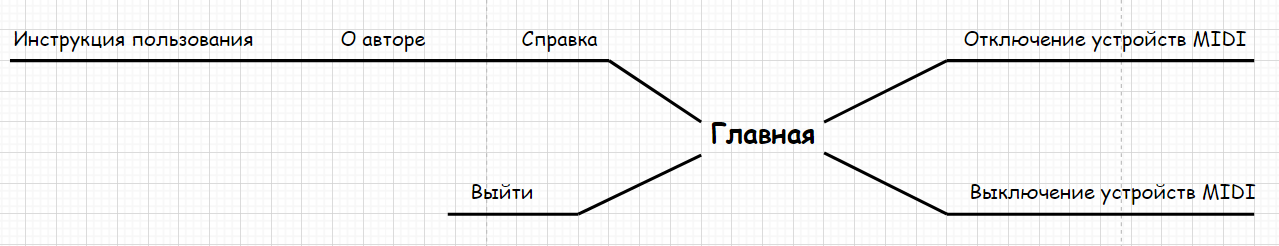 Инструкция пользования О авторе Справка Отключение устройств MIDI
Главная
Выйти Выключение устройств MIDI